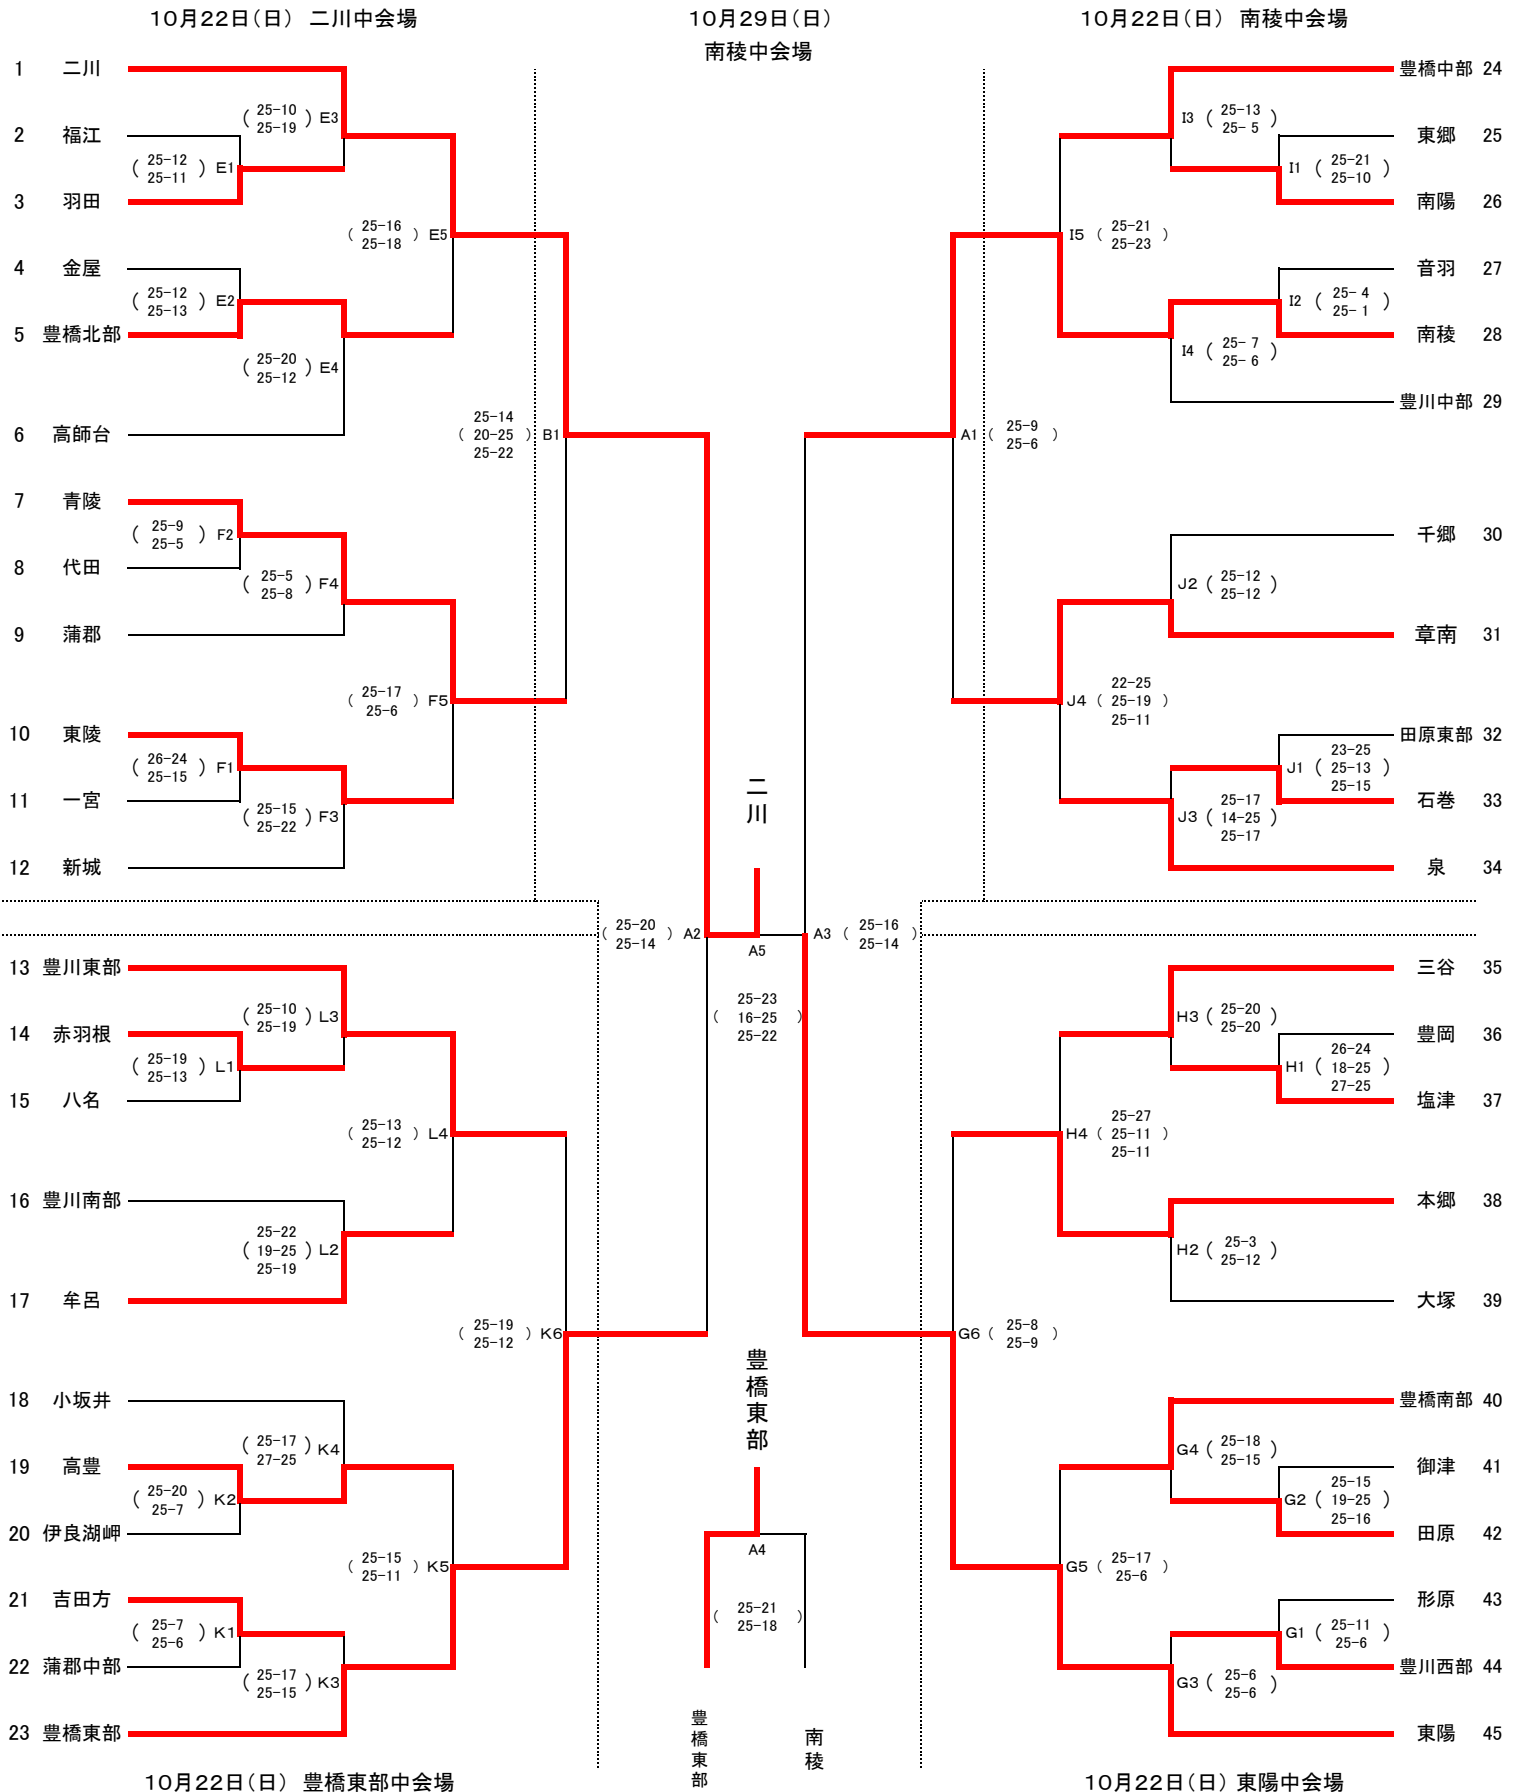 10月22日(日) 二川中会場
10月29日(日)
南稜中会場
10月22日(日) 南稜中会場
1 二川
2 福江
3 羽田
4 金屋
5 豊橋北部
6 高師台
7 青陵
8 代田
9 蒲郡
10 東陵
11 一宮
12 新城
( 25-10 ) E3
25-19
( 25-12 ) E1
25-11
( 25-16 ) E5
25-18
( 25-12 ) E2
25-13
( 25-20 ) E4
25-12
25-14
( 20-25 ) B1
25-22
( 25-9 ) F2
25-5
( 25-5 ) F4
25-8
( 25-17 ) F5
25-6
( 26-24 ) F1
25-15
( 25-15 ) F3
25-22
豊橋中部 24
東郷 25
南陽 26
音羽 27
南稜 28
豊川中部 29
千郷 30
章南 31
田原東部 32
石巻 33
泉 34
I3 ( 25-13 )
25- 5
I1 ( 25-21 )
25-10
I5 ( 25-21 )
25-23
I2 ( 25- 4 )
25- 1
I4 ( 25- 7 )
25- 6
A1 ( 25-9 )
25-6
J2 ( 25-12 )
25-12
22-25
J4 ( 25-19 )
25-11
23-25
J1 ( 25-13 )
25-15
25-17
J3 ( 14-25 )
25-17
二川
( 25-20 ) A2
25-14
A5
A3 ( 25-16 )
25-14
25-23
( 16-25 )
25-22
13 豊川東部
14 赤羽根
15 八名
16 豊川南部
17 牟呂
18 小坂井
19 高豊
20 伊良湖岬
21 吉田方
22 蒲郡中部
23 豊橋東部
( 25-10 ) L3
25-19
( 25-19 ) L1
25-13
( 25-13 ) L4
25-12
25-22
( 19-25 ) L2
25-19
( 25-19 ) K6
25-12
( 25-17 ) K4
27-25
( 25-20 ) K2
25-7
( 25-15 ) K5
25-11
( 25-7 ) K1
25-6
( 25-17 ) K3
25-15
豊橋東部
A4
( 25-21 )
25-18
豊橋東部
南稜
三谷 35
豊岡 36
塩津 37
本郷 38
大塚 39
豊橋南部 40
御津 41
田原 42
形原 43
豊川西部 44
東陽 45
H3 ( 25-20 )
25-20
26-24
H1 ( 18-25 )
27-25
25-27
H4 ( 25-11 )
25-11
H2 ( 25-3 )
25-12
G6 ( 25-8 )
25-9
G4 ( 25-18 )
25-15
25-15
G2 ( 19-25 )
25-16
G5 ( 25-17 )
25-6
G1 ( 25-11 )
25-6
G3 ( 25-6 )
25-6
10月22日(日) 豊橋東部中会場
10月22日(日) 東陽中会場